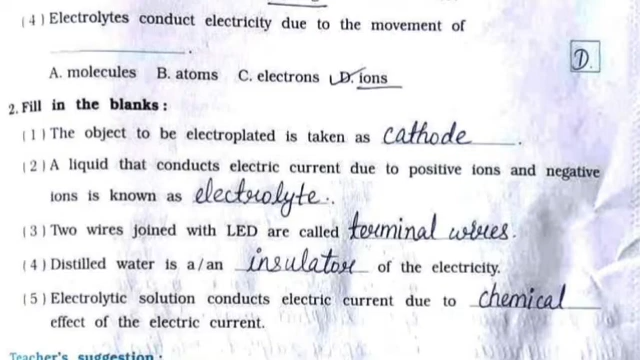 (4) Electrolytes conduct electricity due to the movement of
____________.
D.
A. molecules B. atoms C. electrons D. ions
2. Fill in the blanks :
(1) The object to be electroplated is taken as cathode.
(2) A liquid that conducts electric current due to positive ions and negative
ions is known as electrolyte.
(3) Two wires joined with LED are called terminal wires.
(4) Distilled water is a/an insulator of the electricity.
(5) Electrolytic solution conducts electric current due to chemical
effect of the electric current.
Teacher's suggestion :